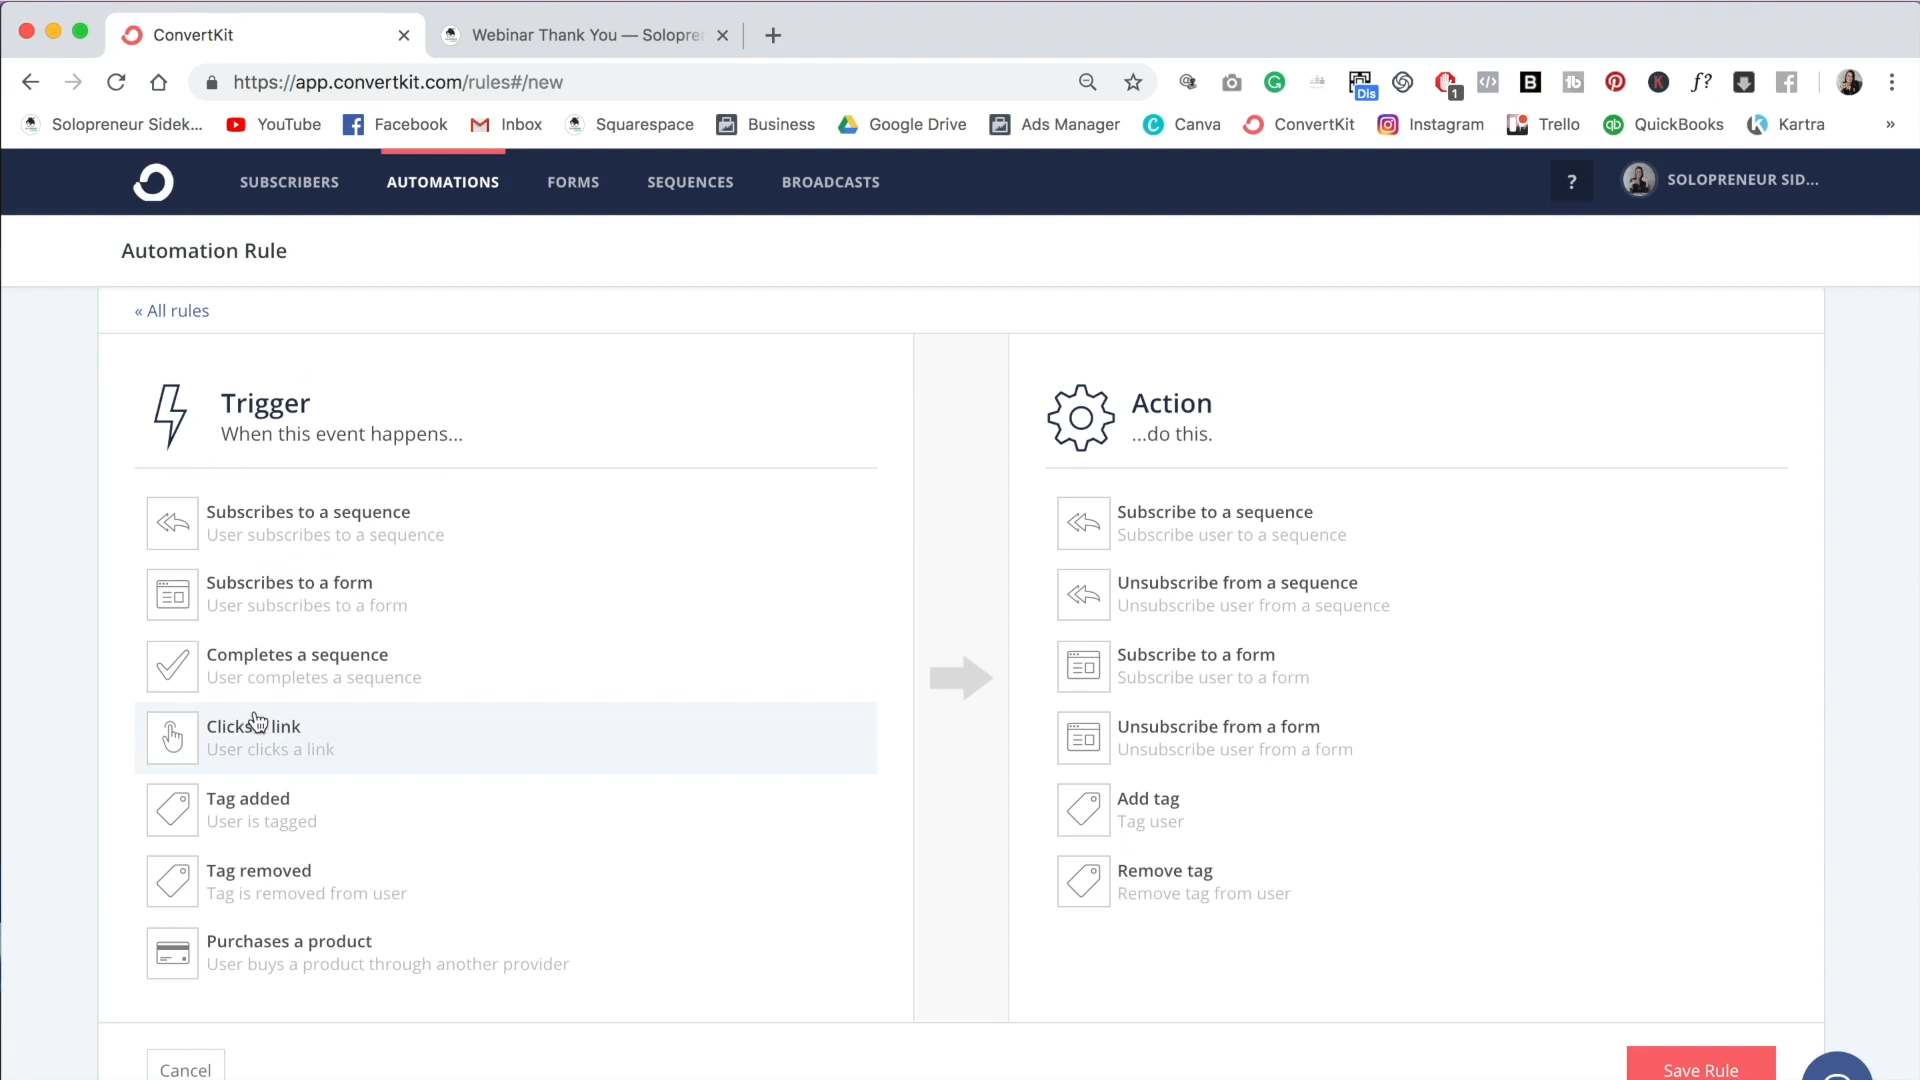 ConvertKit
Webinar Thank You — Solopre
https://app.convertkit.com/rules#/new
Dis
1
B
tb
K
f?
Solopreneur Sidek...
YouTube
Facebook
Inbox
Squarespace
Business
Google Drive
Ads Manager
Canva
ConvertKit
Instagram
Trello
QuickBooks
Kartra
»
SUBSCRIBERS
AUTOMATIONS
FORMS
SEQUENCES
BROADCASTS
?
SOLOPRENEUR SID...
Automation Rule
« All rules
Trigger
When this event happens...
Subscribes to a sequence
User subscribes to a sequence
Subscribes to a form
User subscribes to a form
Completes a sequence
User completes a sequence
Clicks link
User clicks a link
Tag added
User is tagged
Tag removed
Tag is removed from user
Purchases a product
User buys a product through another provider
Action
...do this.
Subscribe to a sequence
Subscribe user to a sequence
Unsubscribe from a sequence
Unsubscribe user from a sequence
Subscribe to a form
Subscribe user to a form
Unsubscribe from a form
Unsubscribe user from a form
Add tag
Tag user
Remove tag
Remove tag from user
Cancel
Save Rule